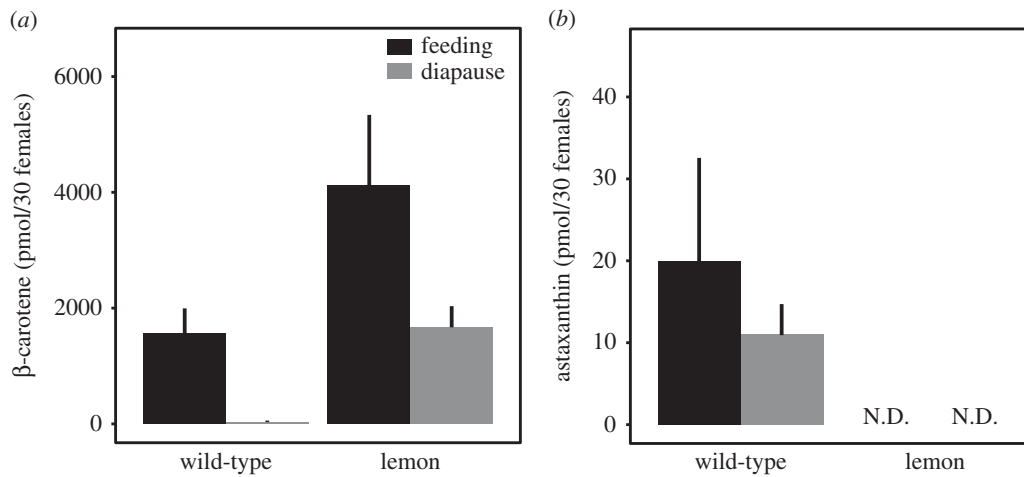 (a)
β-carotene (pmol/30 females)
6000
4000
2000
0
feeding
diapause
wild-type
lemon
(b)
astaxanthin (pmol/30 females)
40
30
20
10
0
N.D.
N.D.
wild-type
lemon